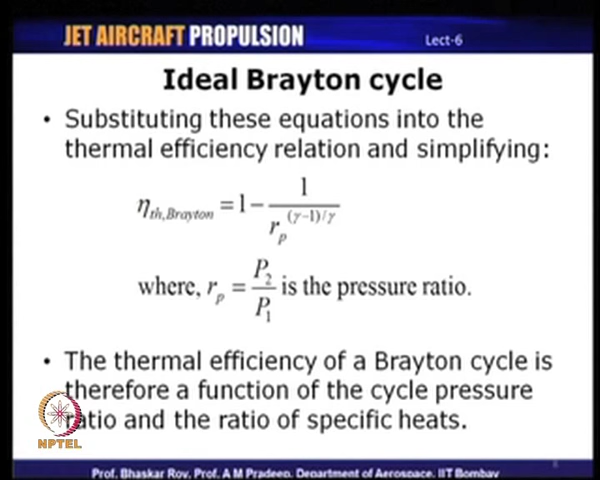 JET AIRCRAFT PROPULSION Lect-6
Ideal Brayton cycle
• Substituting these equations into the
thermal efficiency relation and simplifying:
η_th,Brayton = 1 − 1 / r_p^(γ−1)/γ
where, r_p = P_2 / P_1 is the pressure ratio.
• The thermal efficiency of a Brayton cycle is
therefore a function of the cycle pressure
ratio and the ratio of specific heats.
NPTEL
Prof. Bhaskar Roy, Prof. A M Pradeep, Department of Aerospace, IIT Bombay